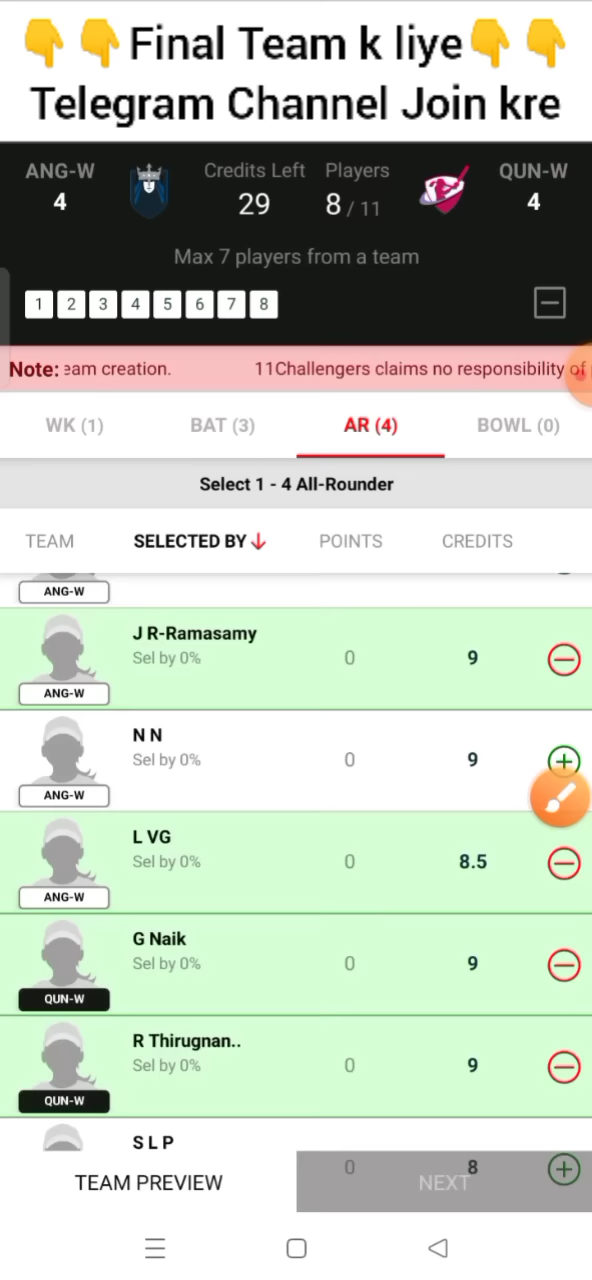 👇👇Final Team k liye👇👇
Telegram Channel Join kre
ANG-W Credits Left Players QUN-W
4 29 8 / 11 4
Max 7 players from a team
1 2 3 4 5 6 7 8
Note: eam creation. 11Challengers claims no responsibility of
WK (1) BAT (3) AR (4) BOWL (0)
Select 1 - 4 All-Rounder
TEAM SELECTED BY POINTS CREDITS
ANG-W
J R-Ramasamy
Sel by 0% 0 9
ANG-W
N N
Sel by 0% 0 9
ANG-W
L VG
Sel by 0% 0 8.5
ANG-W
G Naik
Sel by 0% 0 9
QUN-W
R Thirugnan..
Sel by 0% 0 9
QUN-W
S L P
0 8
TEAM PREVIEW NEXT